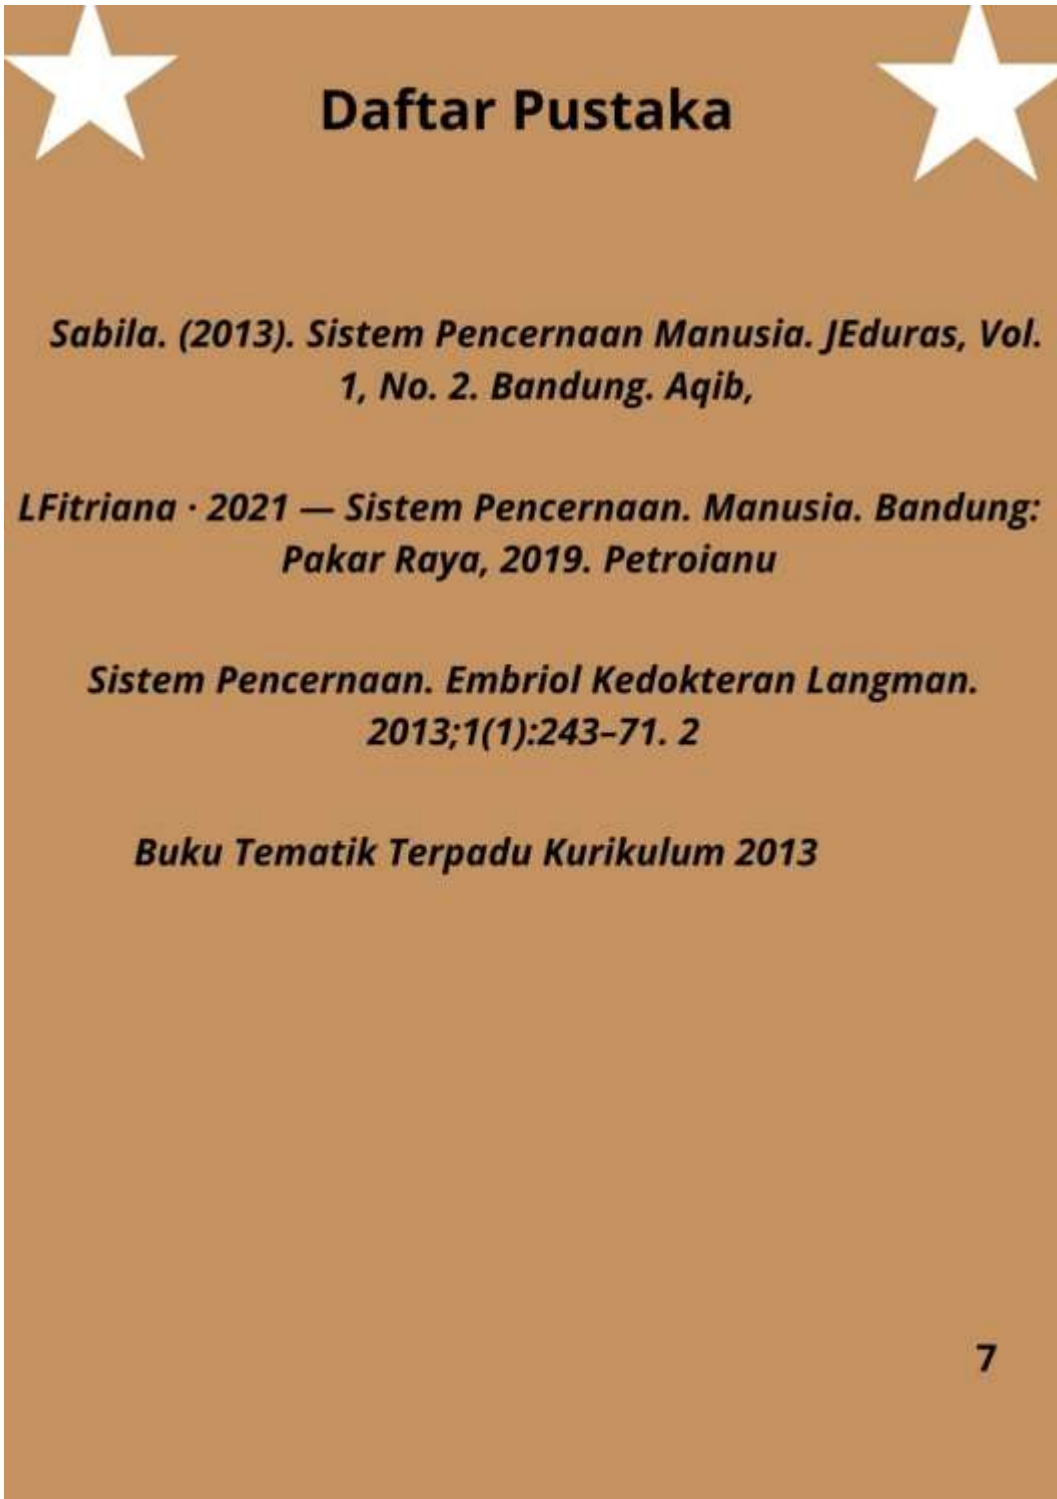 Daftar Pustaka
Sabila. (2013). Sistem Pencernaan Manusia. JEduras, Vol.
1, No. 2. Bandung. Aqib,
LFitriana · 2021 — Sistem Pencernaan. Manusia. Bandung:
Pakar Raya, 2019. Petroianu
Sistem Pencernaan. Embriol Kedokteran Langman.
2013;1(1):243–71. 2
Buku Tematik Terpadu Kurikulum 2013
7